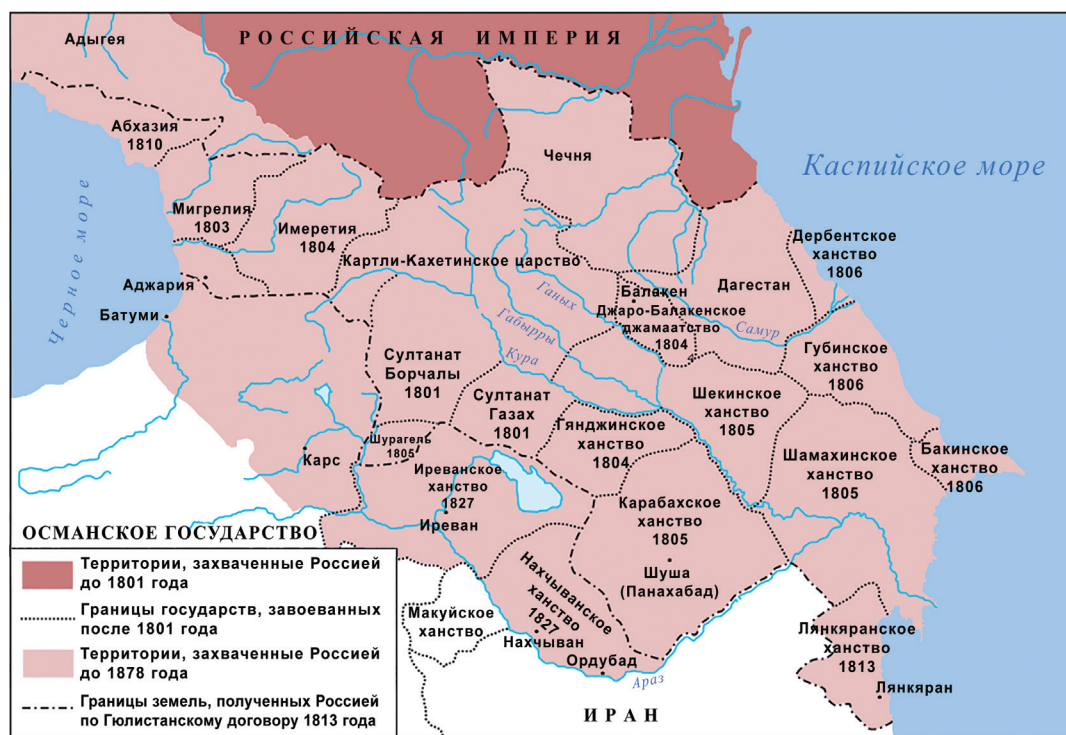 РОССИЙСКАЯ ИМПЕРИЯ
Адыгея
Абхазия
1810
Чечня
Каспийское море
Черное море
Мигрелия
1803
Имеретия
1804
Картли-Кахетинское царство
Дербентское
ханство
1806
Дагестан
Аджария
Батуми
Балакен
Джаро-Балакенское
джамаатство
1804
Ганых
Габырры
Кура
Самур
Султанат
Борчалы
1801
Султанат
Газах
1801
Губинское
ханство
1806
Шекинское
ханство
1805
Гянджинское
ханство
1804
Шамахинское
ханство
1805
Бакинское
ханство
1806
Шурагель
1805
Карс
Иреванское
ханство
1827
Иреван
Карабахское
ханство
1805
Шуша
(Панахабад)
Нахчыванское
ханство
1827
Нахчыван
Ордубад
Араз
Макуйское
ханство
Лянкяранское
ханство
1813
Лянкяран
ИРАН
ОСМАНСКОЕ ГОСУДАРСТВО
Территории, захваченные Россией
до 1801 года
Границы государств, завоеванных
после 1801 года
Территории, захваченные Россией
до 1878 года
Границы земель, полученных Россией
по Гюлистанскому договору 1813 года